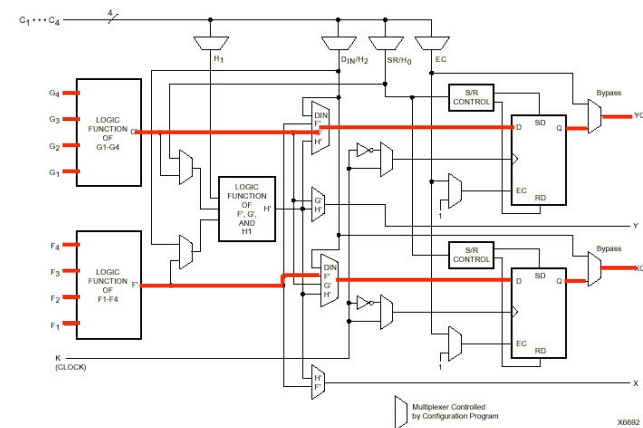 C1 ••• C4
4
H1
DIN/H2
SR/H0
EC
G4
G3
G2
G1
LOGIC
FUNCTION
OF
G1-G4
G'
DIN
F'
H'
S/R
CONTROL
Bypass
D
SD
Q
YQ
EC
RD
1
LOGIC
FUNCTION
OF
F', G',
AND
H1
H'
G'
H'
Y
F4
F3
F2
F1
LOGIC
FUNCTION
OF
F1-F4
F'
DIN
F'
G'
H'
S/R
CONTROL
Bypass
D
SD
Q
XQ
EC
RD
1
K
(CLOCK)
H'
F'
X
Multiplexer Controlled
by Configuration Program
X6692